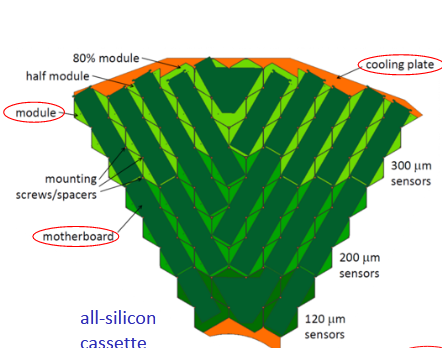 80% module
cooling plate
half module
module
300 μm
sensors
mounting
screws/spacers
motherboard
200 μm
sensors
all-silicon
cassette
120 μm
sensors